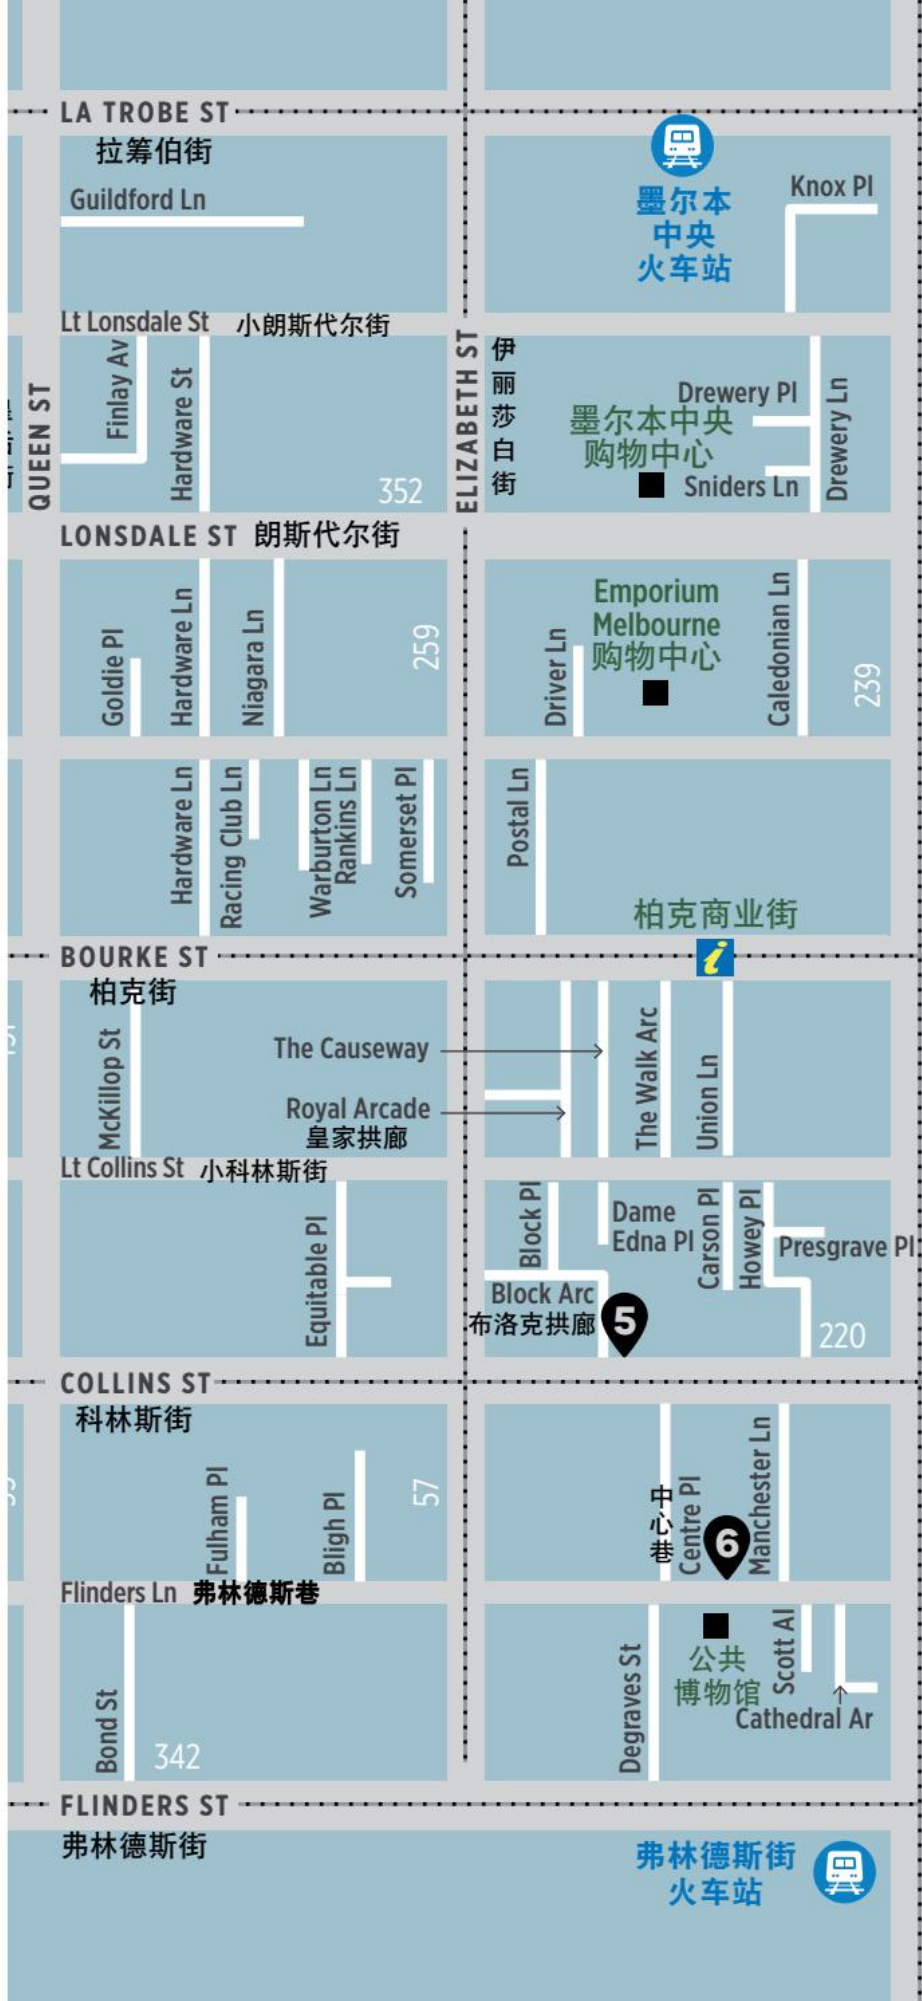 LA TROBE ST
拉筹伯街
Guildford Ln
墨尔本
中央
火车站
Knox Pl
Lt Lonsdale St 小朗斯代尔街
QUEEN ST
Finlay Av
Hardware St
352
ELIZABETH ST
伊丽莎白街
Drewery Pl
墨尔本中央
购物中心
Sniders Ln
Drewery Ln
LONSDALE ST 朗斯代尔街
Goldie Pl
Hardware Ln
Niagara Ln
259
Driver Ln
Emporium
Melbourne
购物中心
Caledonian Ln
239
Hardware Ln
Racing Club Ln
Warburton Ln
Rankins Ln
Somerset Pl
Postal Ln
柏克商业街
BOURKE ST
i
柏克街
McKillop St
The Causeway
Royal Arcade
皇家拱廊
The Walk Arc
Union Ln
Lt Collins St 小科林斯街
Equitable Pl
Block Pl
Dame
Edna Pl
Carson Pl
Howey Pl
Presgrave Pl
Block Arc
布洛克拱廊
5
220
COLLINS ST
科林斯街
Fulham Pl
Bligh Pl
57
中心巷
Centre Pl
6
Manchester Ln
Flinders Ln 弗林德斯巷
Bond St
342
Degraves St
公共
博物馆
Scott Al
Cathedral Ar
FLINDERS ST
弗林德斯街
弗林德斯街
火车站